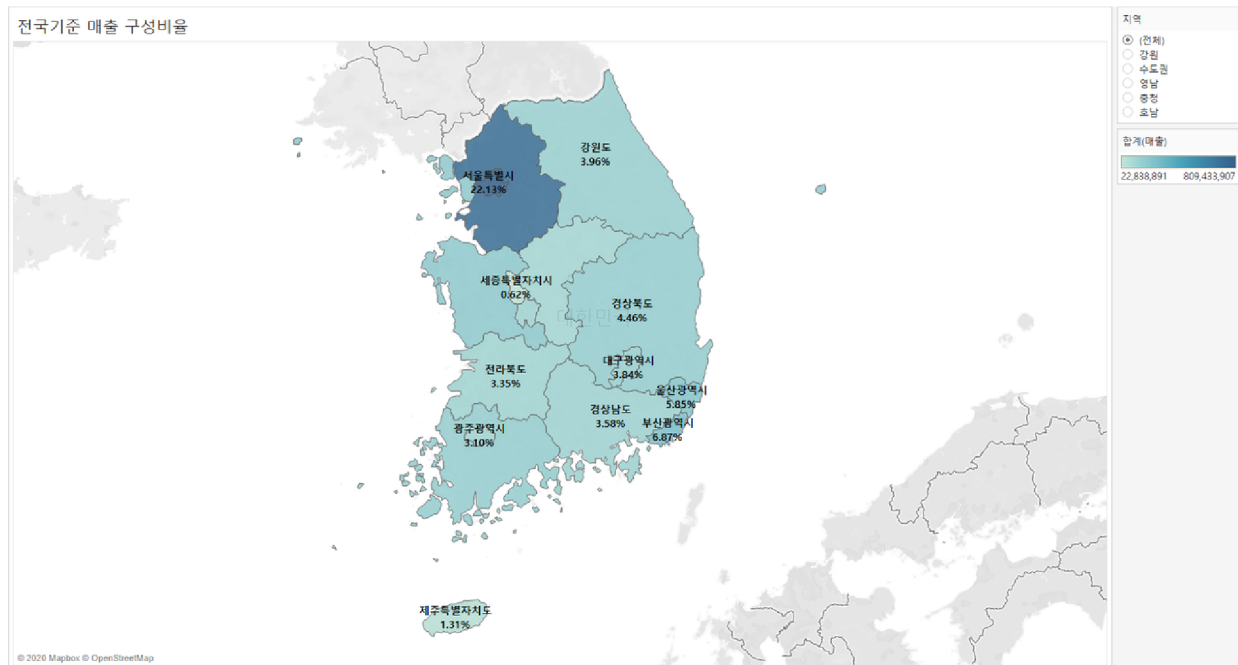 전국기준 매출 구성비율
지역
(전체)
강원
수도권
영남
충청
호남
합계(매출)
22,838,891 809,433,907
강원도
3.96%
서울특별시
22.13%
세종특별자치시
0.62%
경상북도
4.46%
대한민
대구광역시
3.84%
전라북도
3.35%
울산광역시
5.85%
경상남도
3.58%
부산광역시
6.87%
광주광역시
3.10%
제주특별자치도
1.31%
© 2020 Mapbox © OpenStreetMap